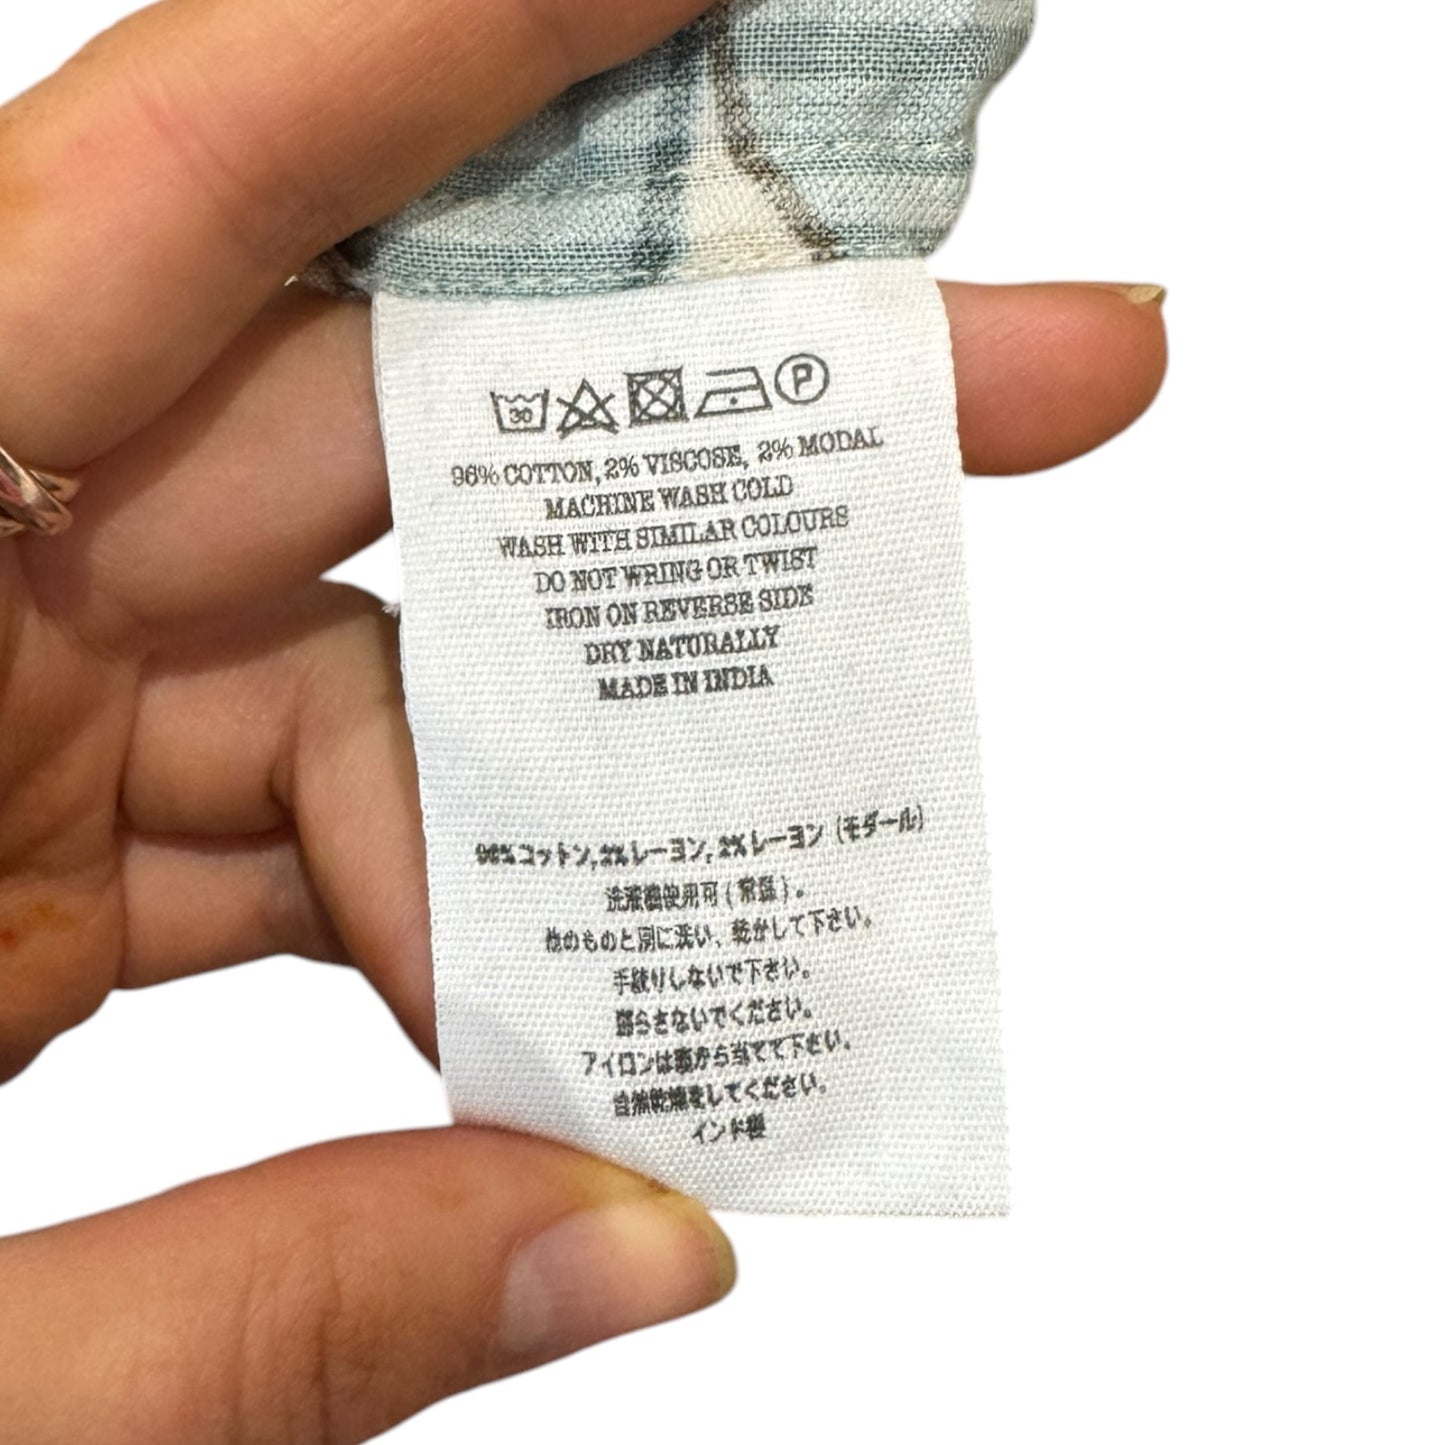 30
P
96% COTTON, 2% VISCOSE, 2% MODAL
MACHINE WASH COLD
WASH WITH SIMILAR COLOURS
DO NOT WRING OR TWIST
IRON ON REVERSE SIDE
DRY NATURALLY
MADE IN INDIA
96%コットン, 2%レーヨン, 2%レーヨン (モダール)
洗濯機使用可 (常温) 。
他のものと別に洗い、乾かして下さい。
手絞りしないで下さい。
らさないでください。
アイロンは裏から当てて下さい。
自然乾燥をしてください。
インド製